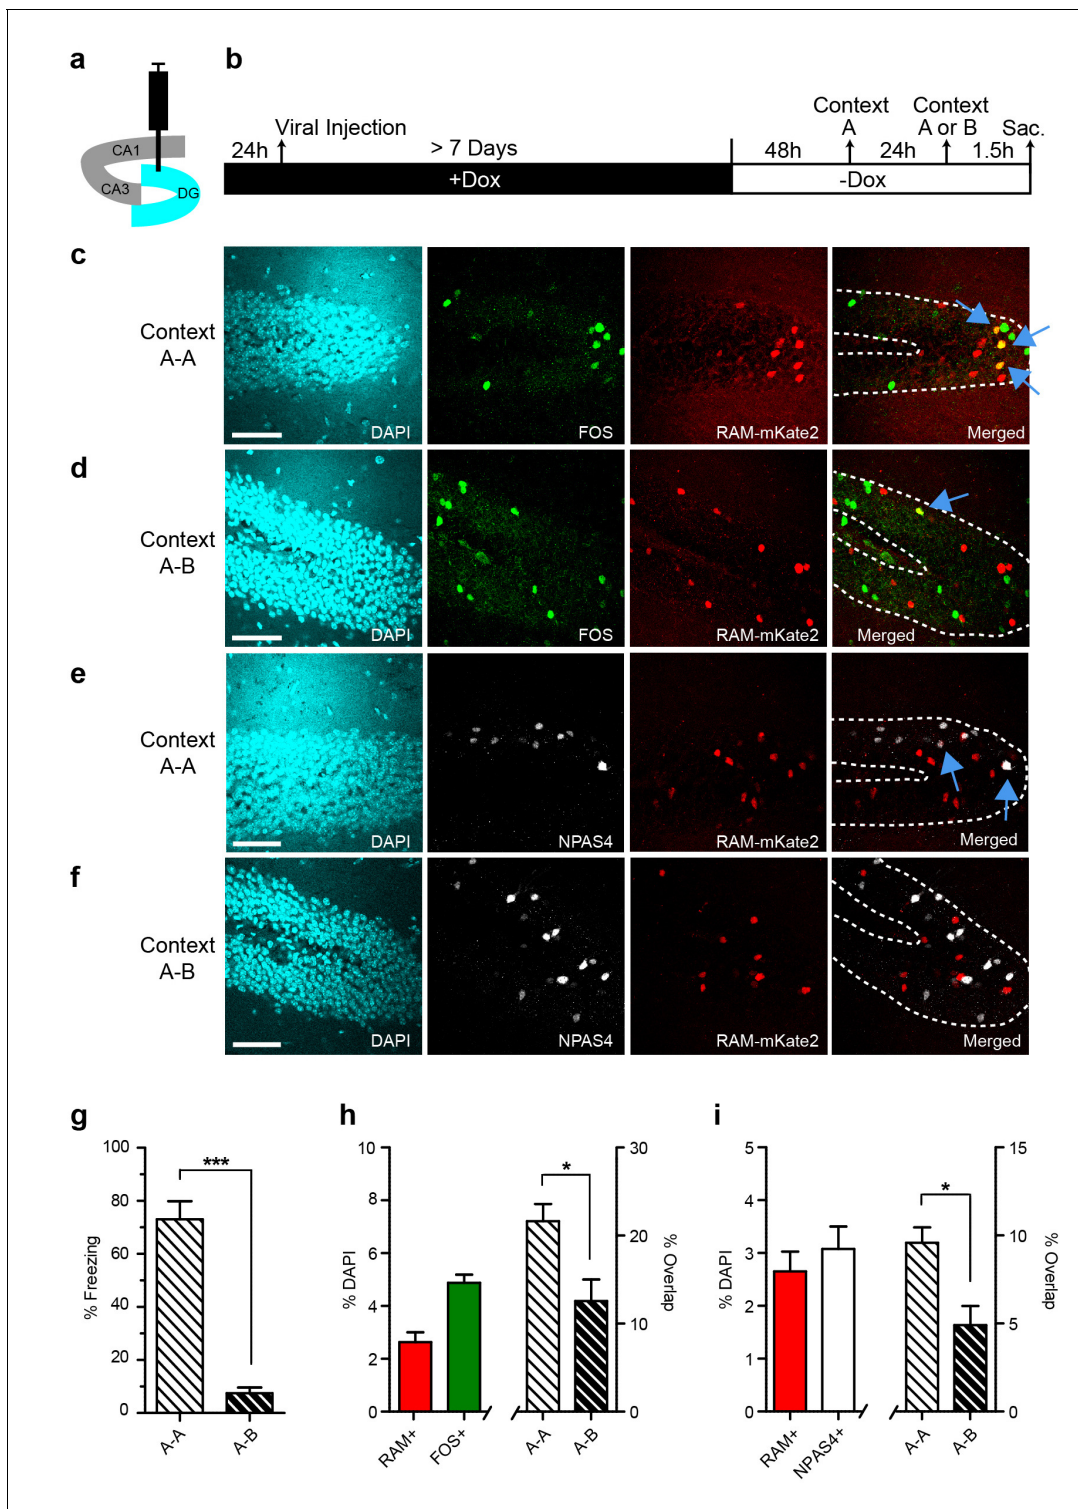 a
CA1
CA3
DG
b
Viral Injection
Context
A
Context
A or B
Sac.
24h
> 7 Days
48h
24h
1.5h
+Dox
-Dox
c
Context
A-A
DAPI
FOS
RAM-mKate2
Merged
d
Context
A-B
DAPI
FOS
RAM-mKate2
Merged
e
Context
A-A
DAPI
NPAS4
RAM-mKate2
Merged
f
Context
A-B
DAPI
NPAS4
RAM-mKate2
Merged
g
% Freezing
100
80
60
40
20
0
***
A-A
A-B
h
% DAPI
10
8
6
4
2
0
*
30
20
10
0
% Overlap
RAM+
FOS+
A-A
A-B
i
% DAPI
5
4
3
2
1
0
*
15
10
5
0
% Overlap
RAM+
NPAS4+
A-A
A-B